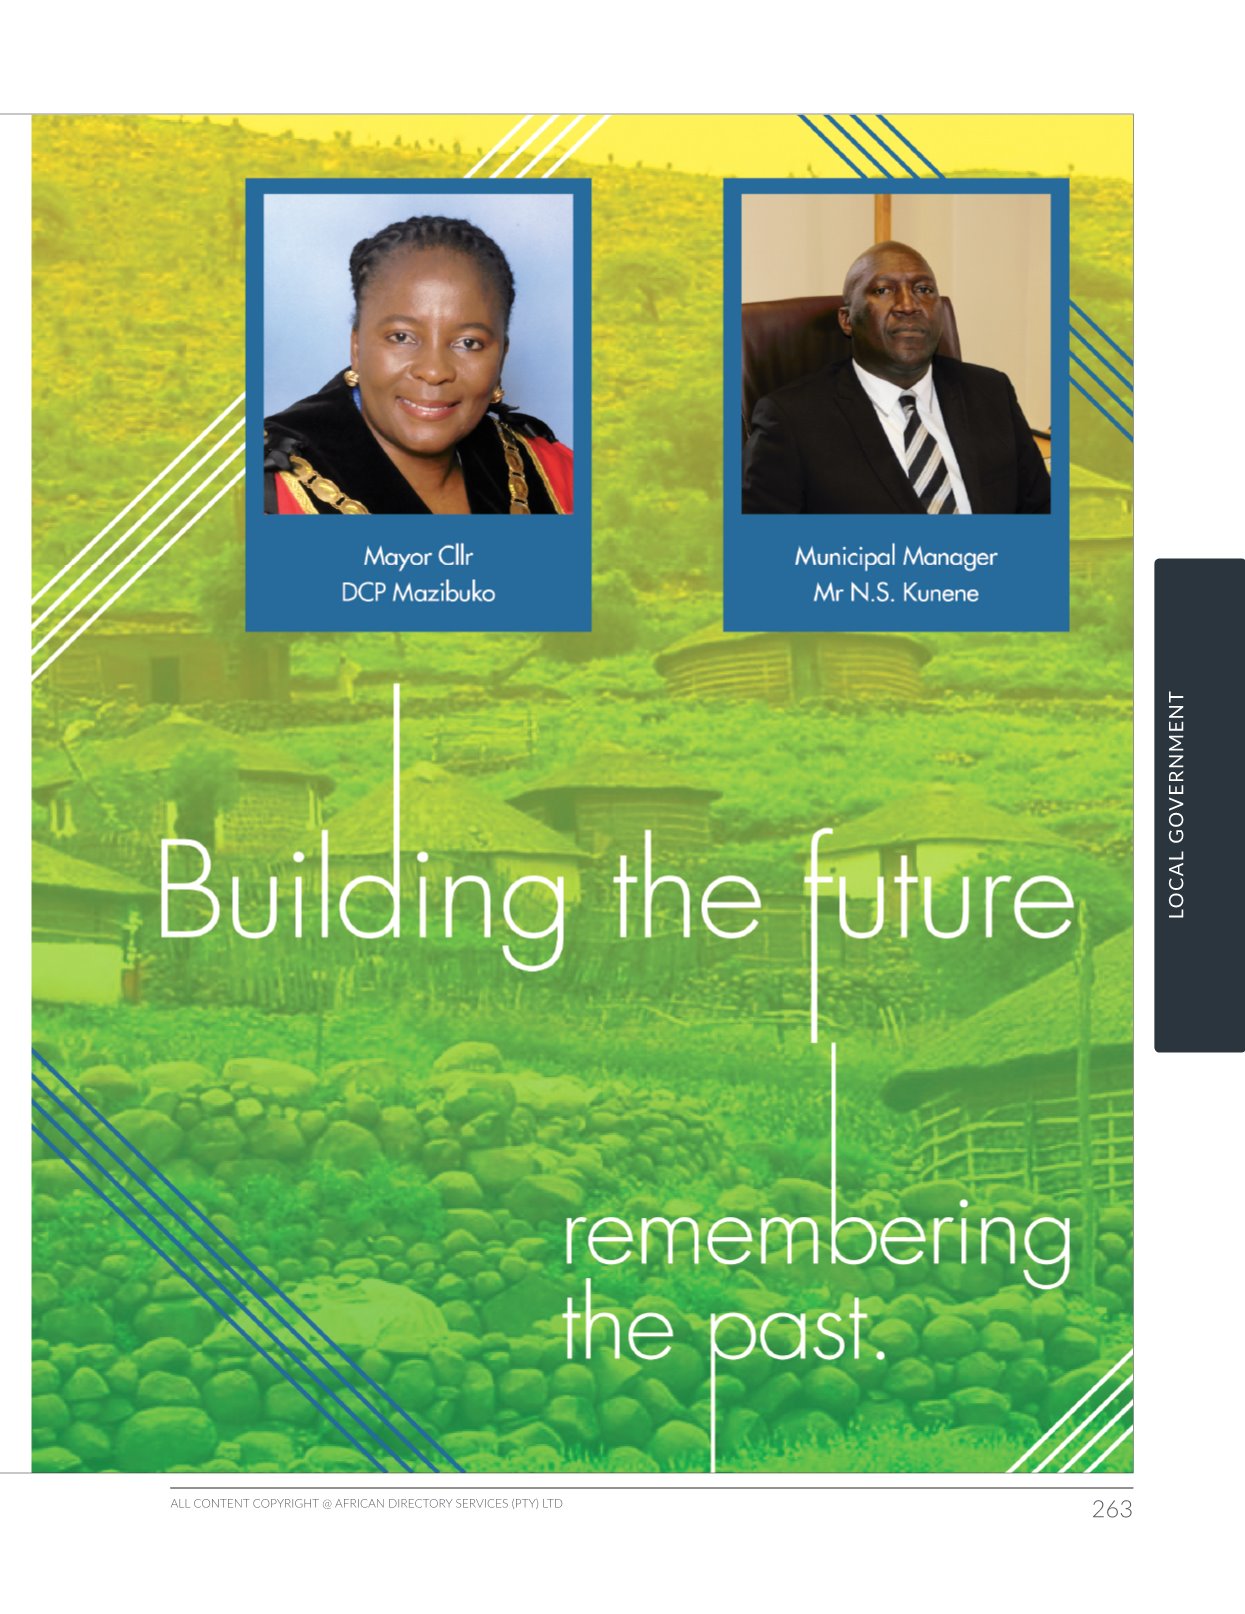 Mayor Cllr
DCP Mazibuko
Municipal Manager
Mr N.S. Kunene
LOCAL GOVERNMENT
Building the future
remembering
the past.
ALL CONTENT COPYRIGHT @ AFRICAN DIRECTORY SERVICES (PTY) LTD
263